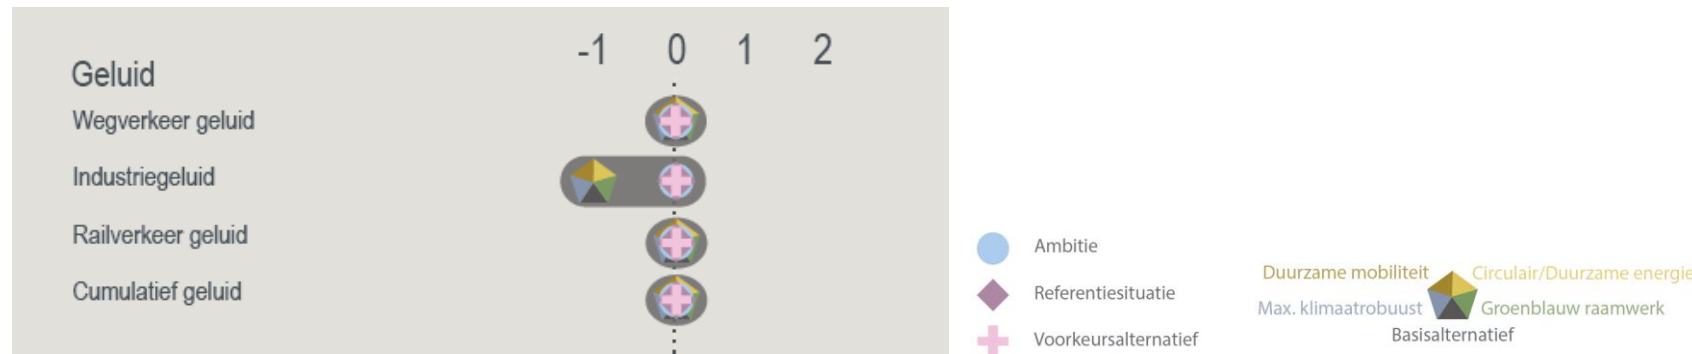 -1 0 1 2
Geluid
Wegverkeer geluid
Industriegeluid
Railverkeer geluid
Cumulatief geluid
Ambitie
Referentiesituatie
Voorkeursalternatief
Duurzame mobiliteit Circulair/Duurzame energie
Max. klimaatrobuust Groenblauw raamwerk
Basisalternatief